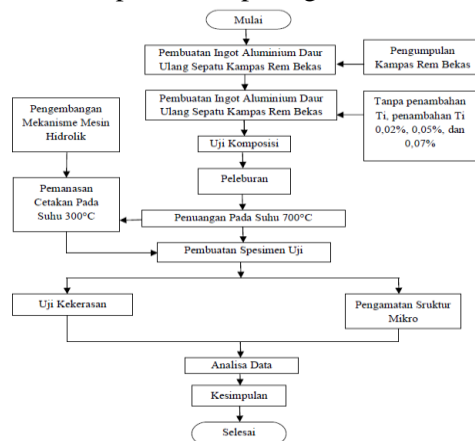 Mulai
Pembuatan Ingot Aluminium Daur
Ulang Sepatu Kampas Rem Bekas
Pengumpulan
Kampas Rem Bekas
Pembuatan Ingot Aluminium Daur
Ulang Sepatu Kampas Rem Bekas
Tanpa penambahan
Ti, penambahan Ti
0,02%, 0,05%, dan
0,07%
Pengembangan
Mekanisme Mesin
Hidrolik
Uji Komposisi
Peleburan
Pemanasan
Cetakan Pada
Suhu 300°C
Penuangan Pada Suhu 700°C
Pembuatan Spesimen Uji
Uji Kekerasan
Pengamatan Sruktur
Mikro
Analisa Data
Kesimpulan
Selesai